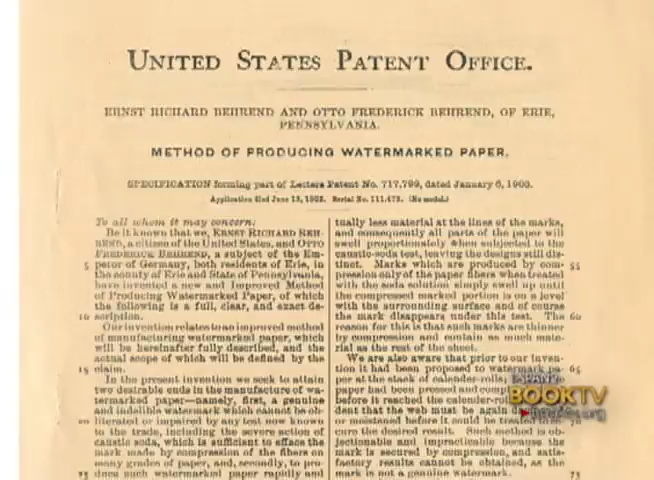 UNITED STATES PATENT OFFICE.
ERNST RICHARD BEHREND AND OTTO FREDERICK BEHREND, OF ERIE,
PENNSYLVANIA.
METHOD OF PRODUCING WATERMARKED PAPER.
SPECIFICATION forming part of Letters Patent No. 717,799, dated January 6, 1903.
Application filed June 13, 1902. Serial No. 111,473. (No model.)
To all whom it may concern:
Be it known that we, ERNST RICHARD BEH-
REND, a citizen of the United States, and OTTO
FREDERICK BEHREND, a subject of the Em-
5 peror of Germany, both residents of Erie, in
the county of Erie and State of Pennsylvania,
have invented a new and Improved Method
of Producing Watermarked Paper, of which
the following is a full, clear, and exact de-
10 scription.
Our invention relates to an improved method
of manufacturing watermarked paper, which
will be hereinafter fully described, and the
actual scope of which will be defined by the
15 claim.
In the present invention we seek to attain
two desirable ends in the manufacture of wa-
termarked paper—namely, first, a genuine
and indelible watermark which cannot be ob-
20 literated or impaired by any test now known
to the trade, including the severe action of
caustic soda, which is sufficient to efface the
mark made by compression of the fibers on
many grades of paper, and, secondly, to pro-
25 duce such watermarked paper rapidly and
tually less material at the lines of the marks,
and consequently all parts of the paper will
swell proportionately when subjected to the
caustic-soda test, leaving the designs still dis-
tinct. Marks which are produced by com- 55
pression only of the paper fibers when treated
with the soda solution simply swell up until
the compressed marked portion is on a level
with the surrounding surface and of course
the mark disappears under this test. The 60
reason for this is that such marks are thinner
by compression and contain as much mate-
rial as the rest of the sheet.
We are also aware that prior to our inven-
tion it had been proposed to watermark pa- 65
per at the stack of calender-rolls
paper had been pressed and
before it reached the calender-
dent that the web must be again
or moistened before it could be treated 70
cure the desired result. Such method is ob-
jectionable and impracticable because the
mark is secured by compression, and satis-
factory results cannot be obtained, as the
mark is not a genuine watermark. 75
C-SPAN2
BOOKTV
booktv.org